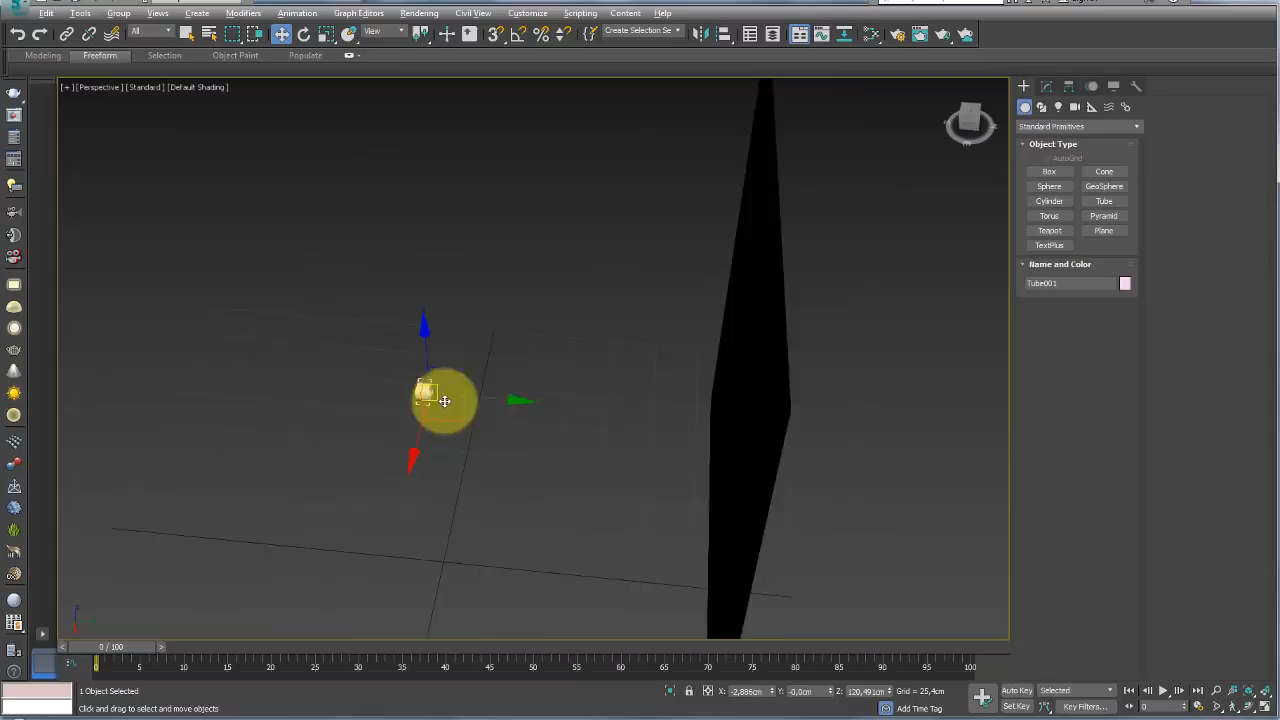 Edit Tools Group Views Create Modifiers Animation Graph Editors Rendering Civil View Customize Scripting Content Help
All View Create Selection Se
Modeling Freeform Selection Object Paint Populate
[+] [Perspective] [Standard] [Default Shading]
Standard Primitives
Object Type
AutoGrid
Box Cone
Sphere GeoSphere
Cylinder Tube
Torus Pyramid
Teapot Plane
TextPlus
Name and Color
Tube001
0 / 100
0 5 10 15 20 25 30 35 40 45 50 55 60 65 70 75 80 85 90 95 100
1 Object Selected X: -2,886cm Y: -0,0cm Z: 120,491cm Grid = 25,4cm Auto Key Selected
Click and drag to select and move objects Add Time Tag Set Key Key Filters... 0